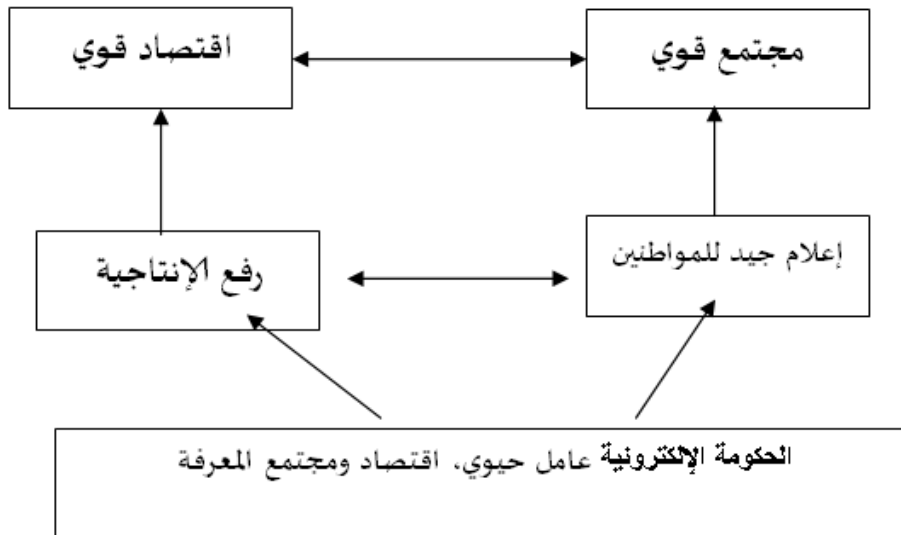 مجتمع قوي
اقتصاد قوي
إعلام جيد للمواطنين
رفع الإنتاجية
الحكومة الإلكترونية عامل حيوي، اقتصاد ومجتمع المعرفة